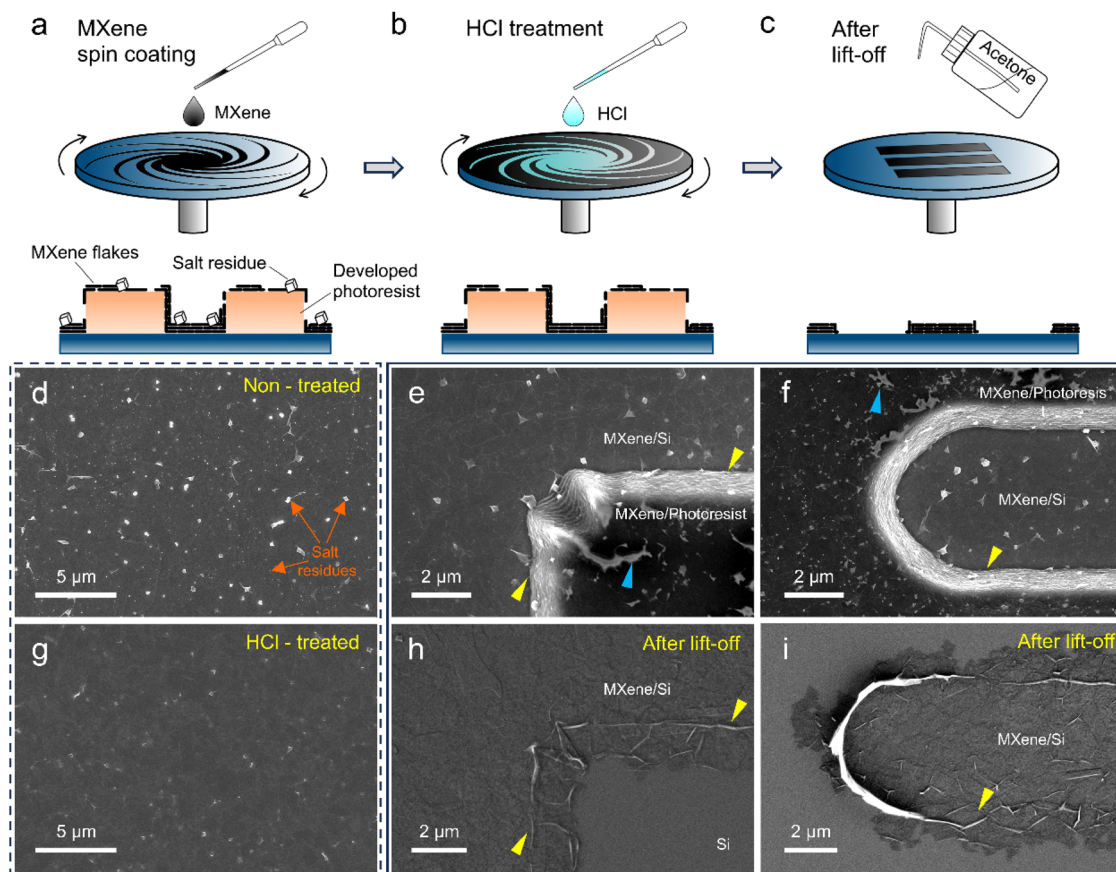 a
MXene
spin coating
MXene
b
HCl treatment
HCl
c
After
lift-off
Acetone
MXene flakes
Salt residue
Developed
photoresist
d
Non - treated
Salt
residues
5 μm
e
MXene/Si
MXene/Photoresist
2 μm
f
MXene/Photoresis
MXene/Si
2 μm
g
HCl - treated
5 μm
h
After lift-off
MXene/Si
2 μm
Si
i
After lift-off
MXene/Si
2 μm